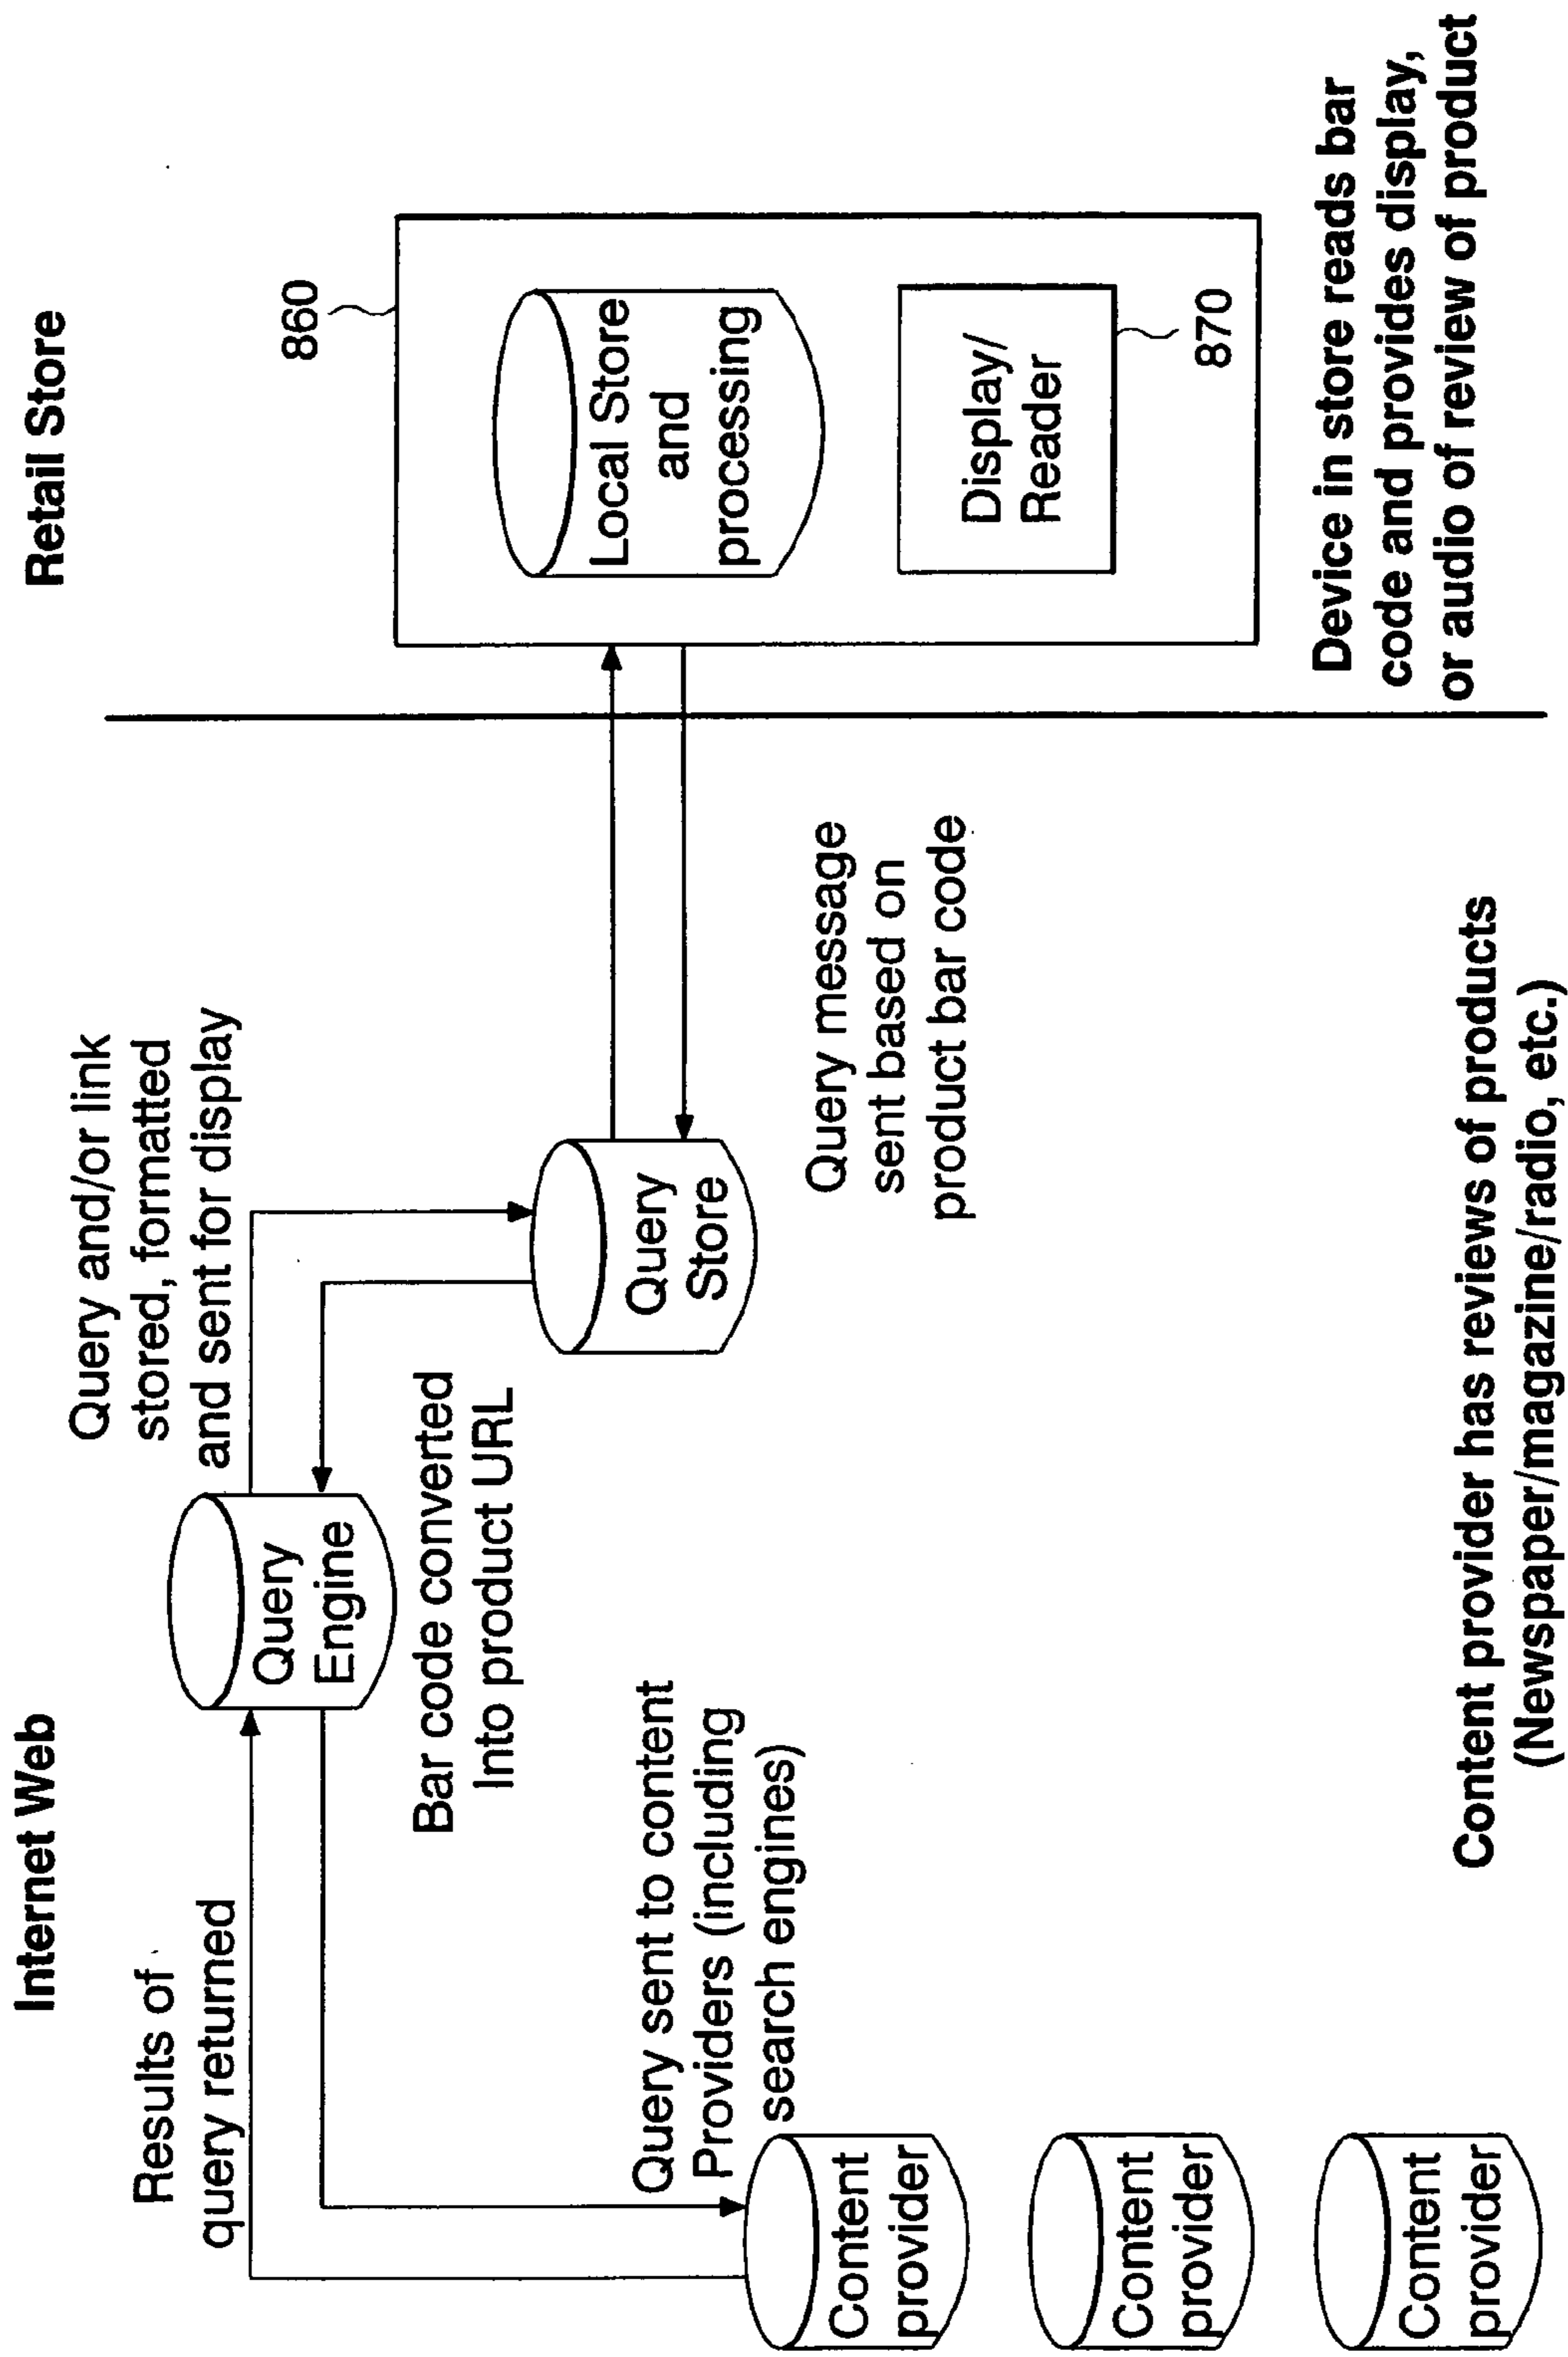 Internet Web
Retail Store
Results of
query returned
Query
Engine
Query and/or link
stored, formatted
and sent for display
860
Bar code converted
Into product URL
Query
Store
Local Store
and
processing
Query sent to content
Providers (including
search engines)
Query message
sent based on
product bar code
Display/
Reader
870
Content
provider
Content
provider
Content
provider
Content provider has reviews of products
(Newspaper/magazine/radio, etc.)
Device in store reads bar
code and provides display,
or audio of review of product